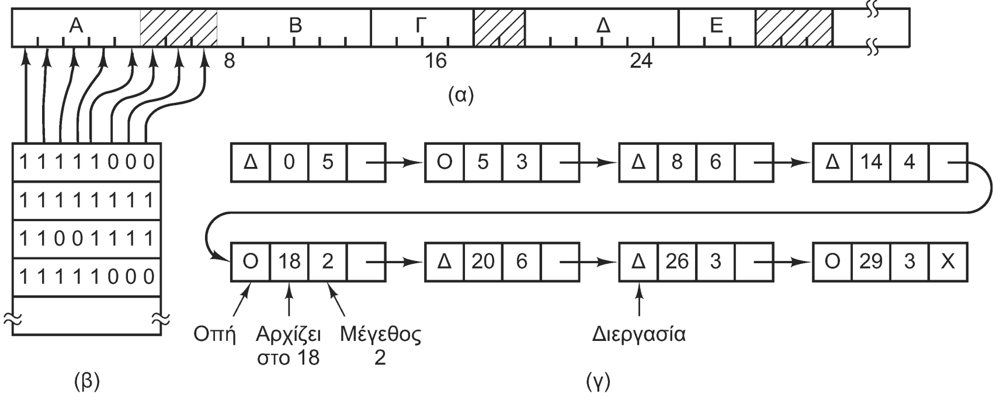 Α Β Γ Δ Ε
8 16 24
(α)
1 1 1 1 1 0 0 0
1 1 1 1 1 1 1 1
1 1 0 0 1 1 1 1
1 1 1 1 1 0 0 0
(β)
Δ 0 5 Ο 5 3 Δ 8 6 Δ 14 4
Ο 18 2 Δ 20 6 Δ 26 3 Ο 29 3 Χ
Οπή Αρχίζει Μέγεθος Διεργασία
στο 18 2
(γ)